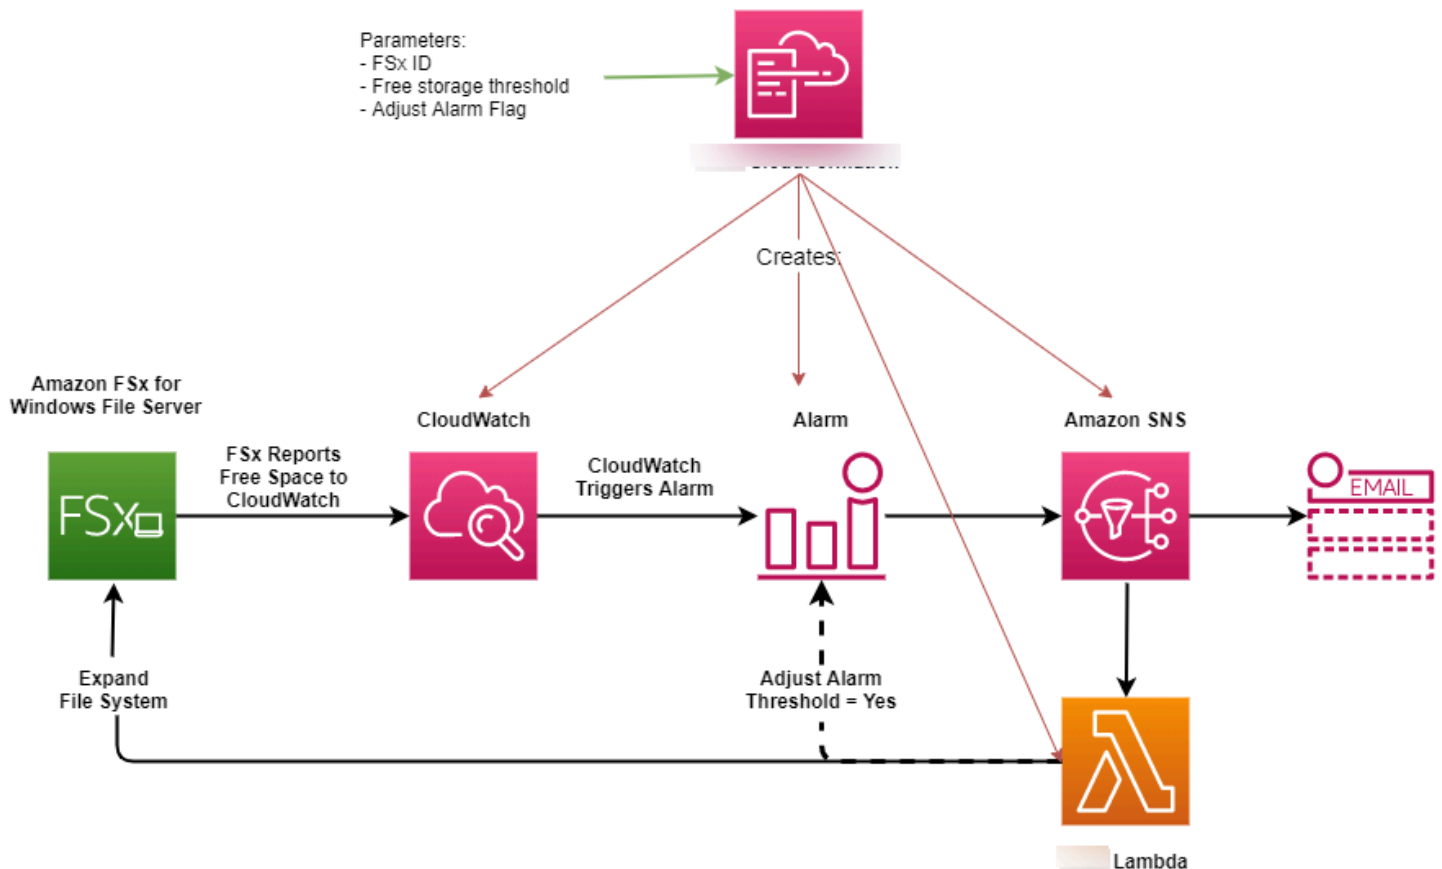 Parameters:
- FSx ID
- Free storage threshold
- Adjust Alarm Flag
Creates:
Amazon FSx for
Windows File Server
CloudWatch
Alarm
Amazon SNS
FSx Reports
Free Space to
CloudWatch
CloudWatch
Triggers Alarm
FSx
EMAIL
Expand
File System
Adjust Alarm
Threshold = Yes
Lambda